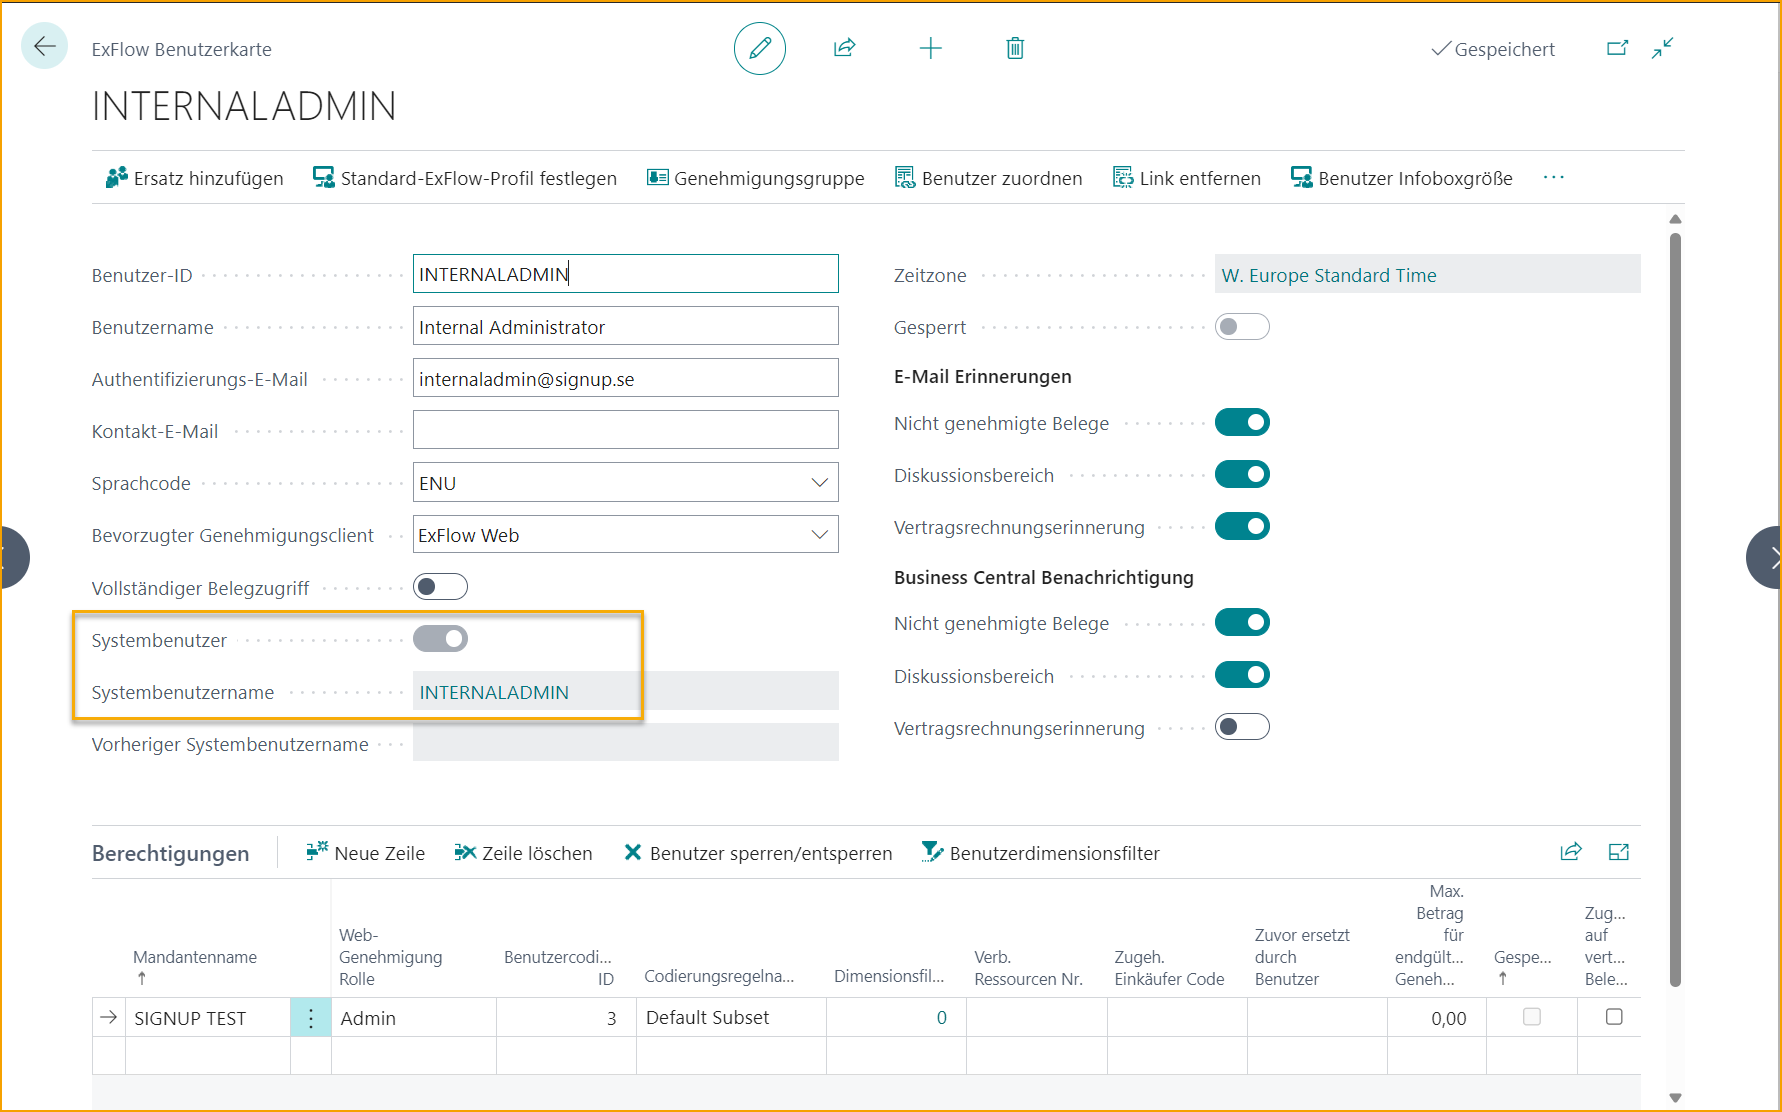 ExFlow Benutzerkarte
Gespeichert
INTERNALADMIN
Ersatz hinzufügen
Standard-ExFlow-Profil festlegen
Genehmigungsgruppe
Benutzer zuordnen
Link entfernen
Benutzer Infoboxgröße
...
Benutzer-ID
INTERNALADMIN
Benutzername
Internal Administrator
Authentifizierungs-E-Mail
internaladmin@signup.se
Kontakt-E-Mail
Sprachcode
ENU
Bevorzugter Genehmigungsclient
ExFlow Web
Vollständiger Belegzugriff
Systembenutzer
Systembenutzername
INTERNALADMIN
Vorheriger Systembenutzername
Zeitzone
W. Europe Standard Time
Gesperrt
E-Mail Erinnerungen
Nicht genehmigte Belege
Diskussionsbereich
Vertragsrechnungserinnerung
Business Central Benachrichtigung
Nicht genehmigte Belege
Diskussionsbereich
Vertragsrechnungserinnerung
Berechtigungen
Neue Zeile
Zeile löschen
Benutzer sperren/entsperren
Benutzerdimensionsfilter
Mandantenname
Web-
Genehmigung
Rolle
Benutzercodi...
ID
Codierungsregelna...
Dimensionsfil...
Verb.
Ressourcen Nr.
Zugeh.
Einkäufer Code
Zuvor ersetzt
durch
Benutzer
Max.
Betrag
für
endgült...
Geneh...
Gespe...
Zug...
auf
vert...
Bele...
SIGNUP TEST
Admin
3
Default Subset
0
0,00